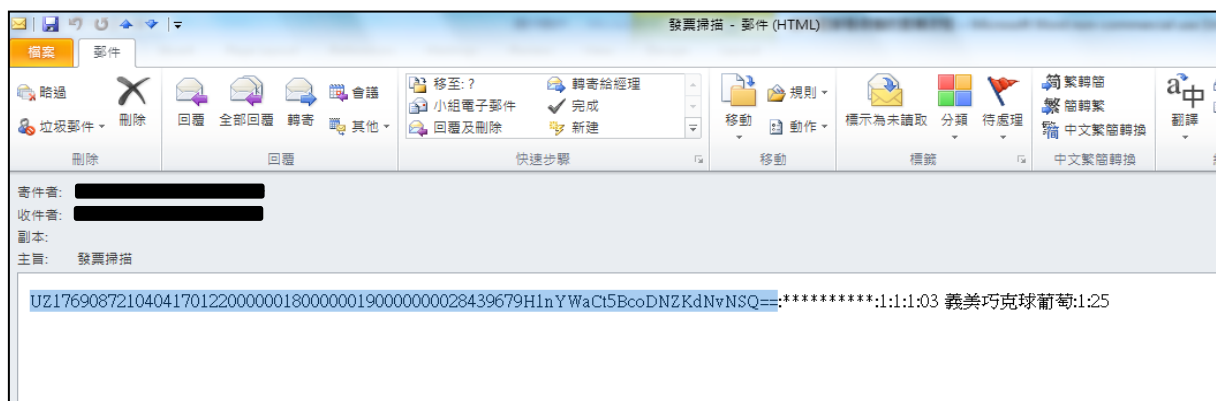 發票掃描 - 郵件 (HTML)
檔案 郵件
略過
垃圾郵件
刪除
回覆 全部回覆 轉寄
會議
其他
移至: ?
小組電子郵件
回覆及刪除
轉寄給經理
完成
新建
移動
規則
動作
標示為未讀取 分類 待處理
繁轉簡
簡轉繁
中文繁簡轉換
翻譯
刪除 回覆 快速步驟 移動 標籤 中文繁簡轉換
寄件者:
收件者:
副本:
主旨: 發票掃描
UZ17690872104041701220000001800000019000000002843967​9H1nYWaCt5BcoDNZKdNvNSQ==:**********:1:1:1:03 義美巧克球葡萄:1:25